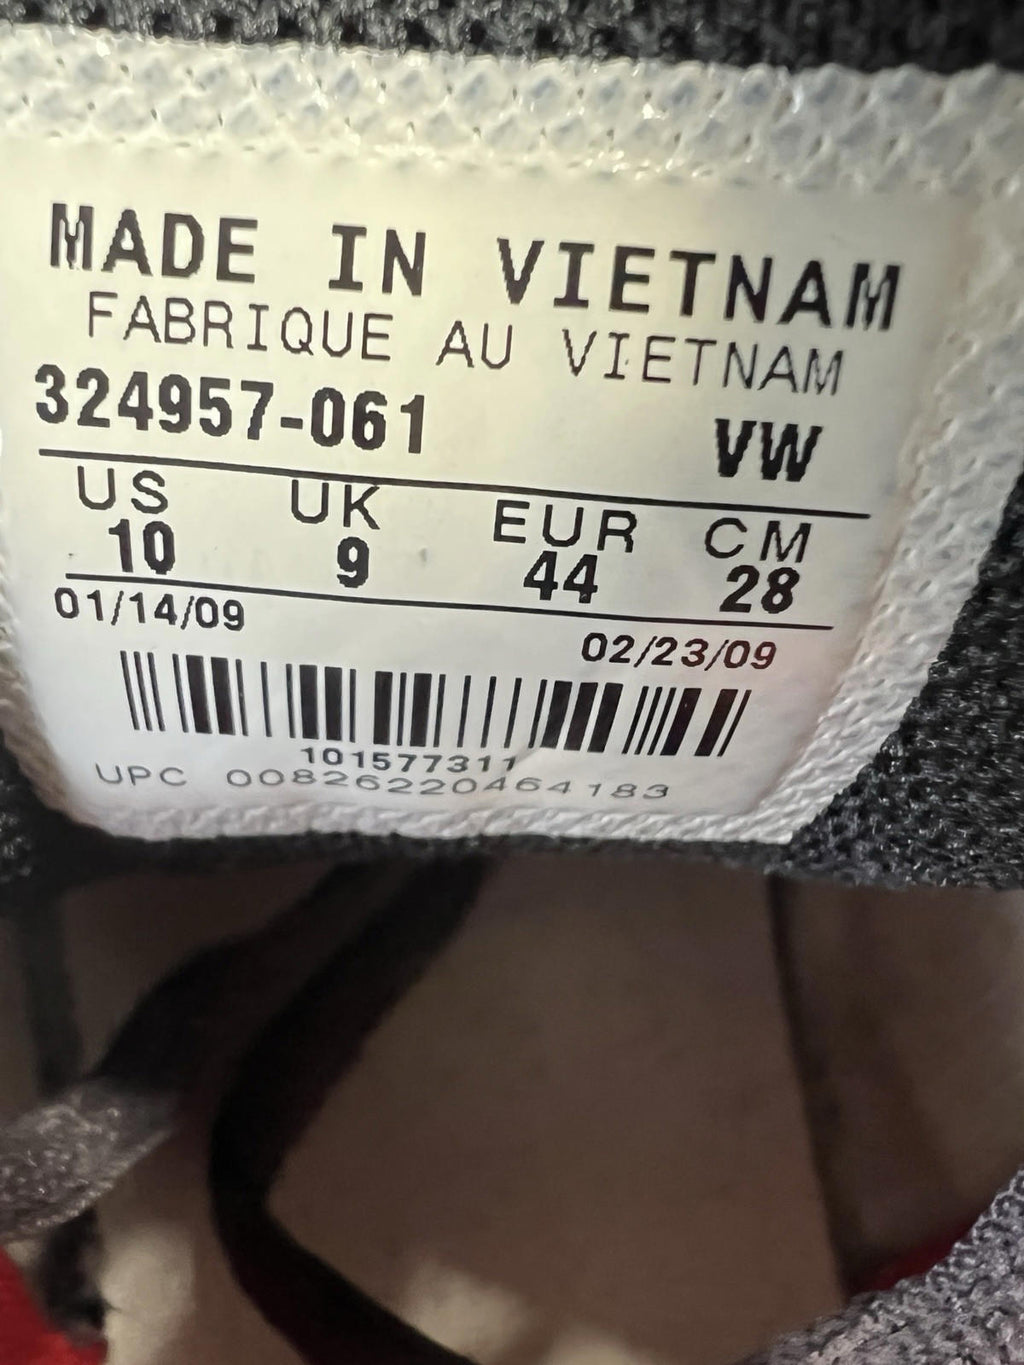 MADE IN VIETNAM
FABRIQUE AU VIETNAM
324957-061 VW
US UK EUR CM
10 9 44 28
01/14/09 02/23/09
101577311
UPC 00826220464183